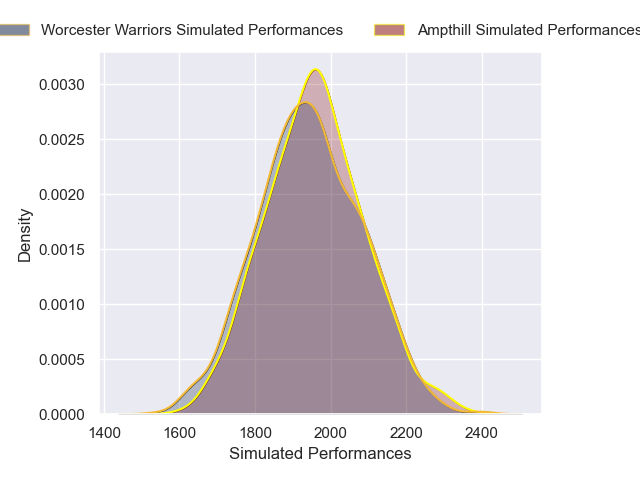 Worcester Warriors Simulated Performances
Ampthill Simulated Performances
0.0030
0.0025
0.0020
0.0015
0.0010
0.0005
0.0000
Density
1400 1600 1800 2000 2200 2400
Simulated Performances